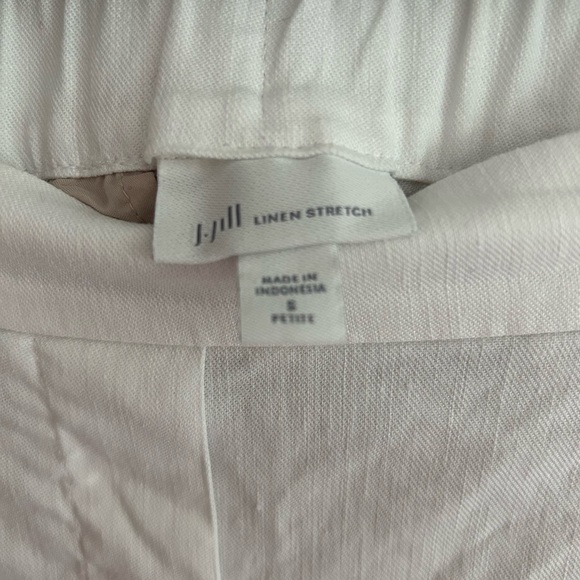 J.Jill LINEN STRETCH
MADE IN
INDONESIA
S
PETITE